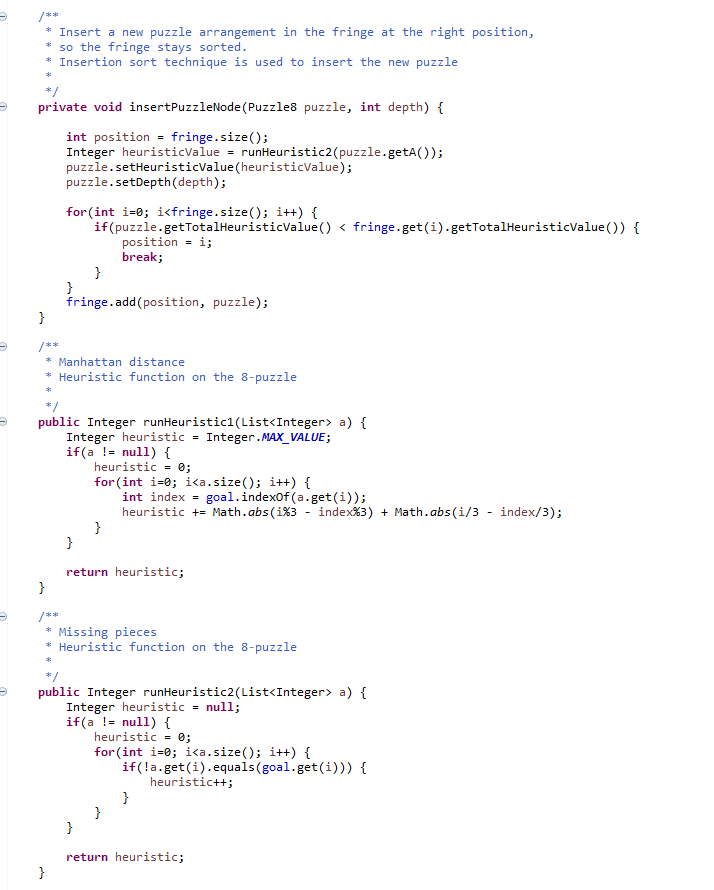 /**
 * Insert a new puzzle arrangement in the fringe at the right position,
 * so the fringe stays sorted.
 * Insertion sort technique is used to insert the new puzzle
 *
 */
private void insertPuzzleNode(Puzzle8 puzzle, int depth) {

    int position = fringe.size();
    Integer heuristicValue = runHeuristic2(puzzle.getA());
    puzzle.setHeuristicValue(heuristicValue);
    puzzle.setDepth(depth);

    for(int i=0; i<fringe.size(); i++) {
        if(puzzle.getTotalHeuristicValue() < fringe.get(i).getTotalHeuristicValue()) {
            position = i;
            break;
        }
    }
    fringe.add(position, puzzle);
}

/**
 * Manhattan distance
 * Heuristic function on the 8-puzzle
 *
 */
public Integer runHeuristic1(List<Integer> a) {
    Integer heuristic = Integer.MAX_VALUE;
    if(a != null) {
        heuristic = 0;
        for(int i=0; i<a.size(); i++) {
            int index = goal.indexOf(a.get(i));
            heuristic += Math.abs(i%3 - index%3) + Math.abs(i/3 - index/3);
        }
    }

    return heuristic;
}

/**
 * Missing pieces
 * Heuristic function on the 8-puzzle
 *
 */
public Integer runHeuristic2(List<Integer> a) {
    Integer heuristic = null;
    if(a != null) {
        heuristic = 0;
        for(int i=0; i<a.size(); i++) {
            if(!a.get(i).equals(goal.get(i))) {
                heuristic++;
            }
        }
    }

    return heuristic;
}